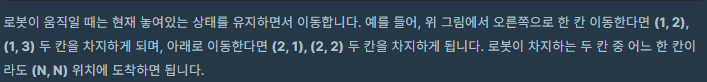 로봇이 움직일 때는 현재 놓여있는 상태를 유지하면서 이동합니다. 예를 들어, 위 그림에서 오른쪽으로 한 칸 이동한다면 (1, 2),
(1, 3) 두 칸을 차지하게 되며, 아래로 이동한다면 (2, 1), (2, 2) 두 칸을 차지하게 됩니다. 로봇이 차지하는 두 칸 중 어느 한 칸이
라도 (N, N) 위치에 도착하면 됩니다.